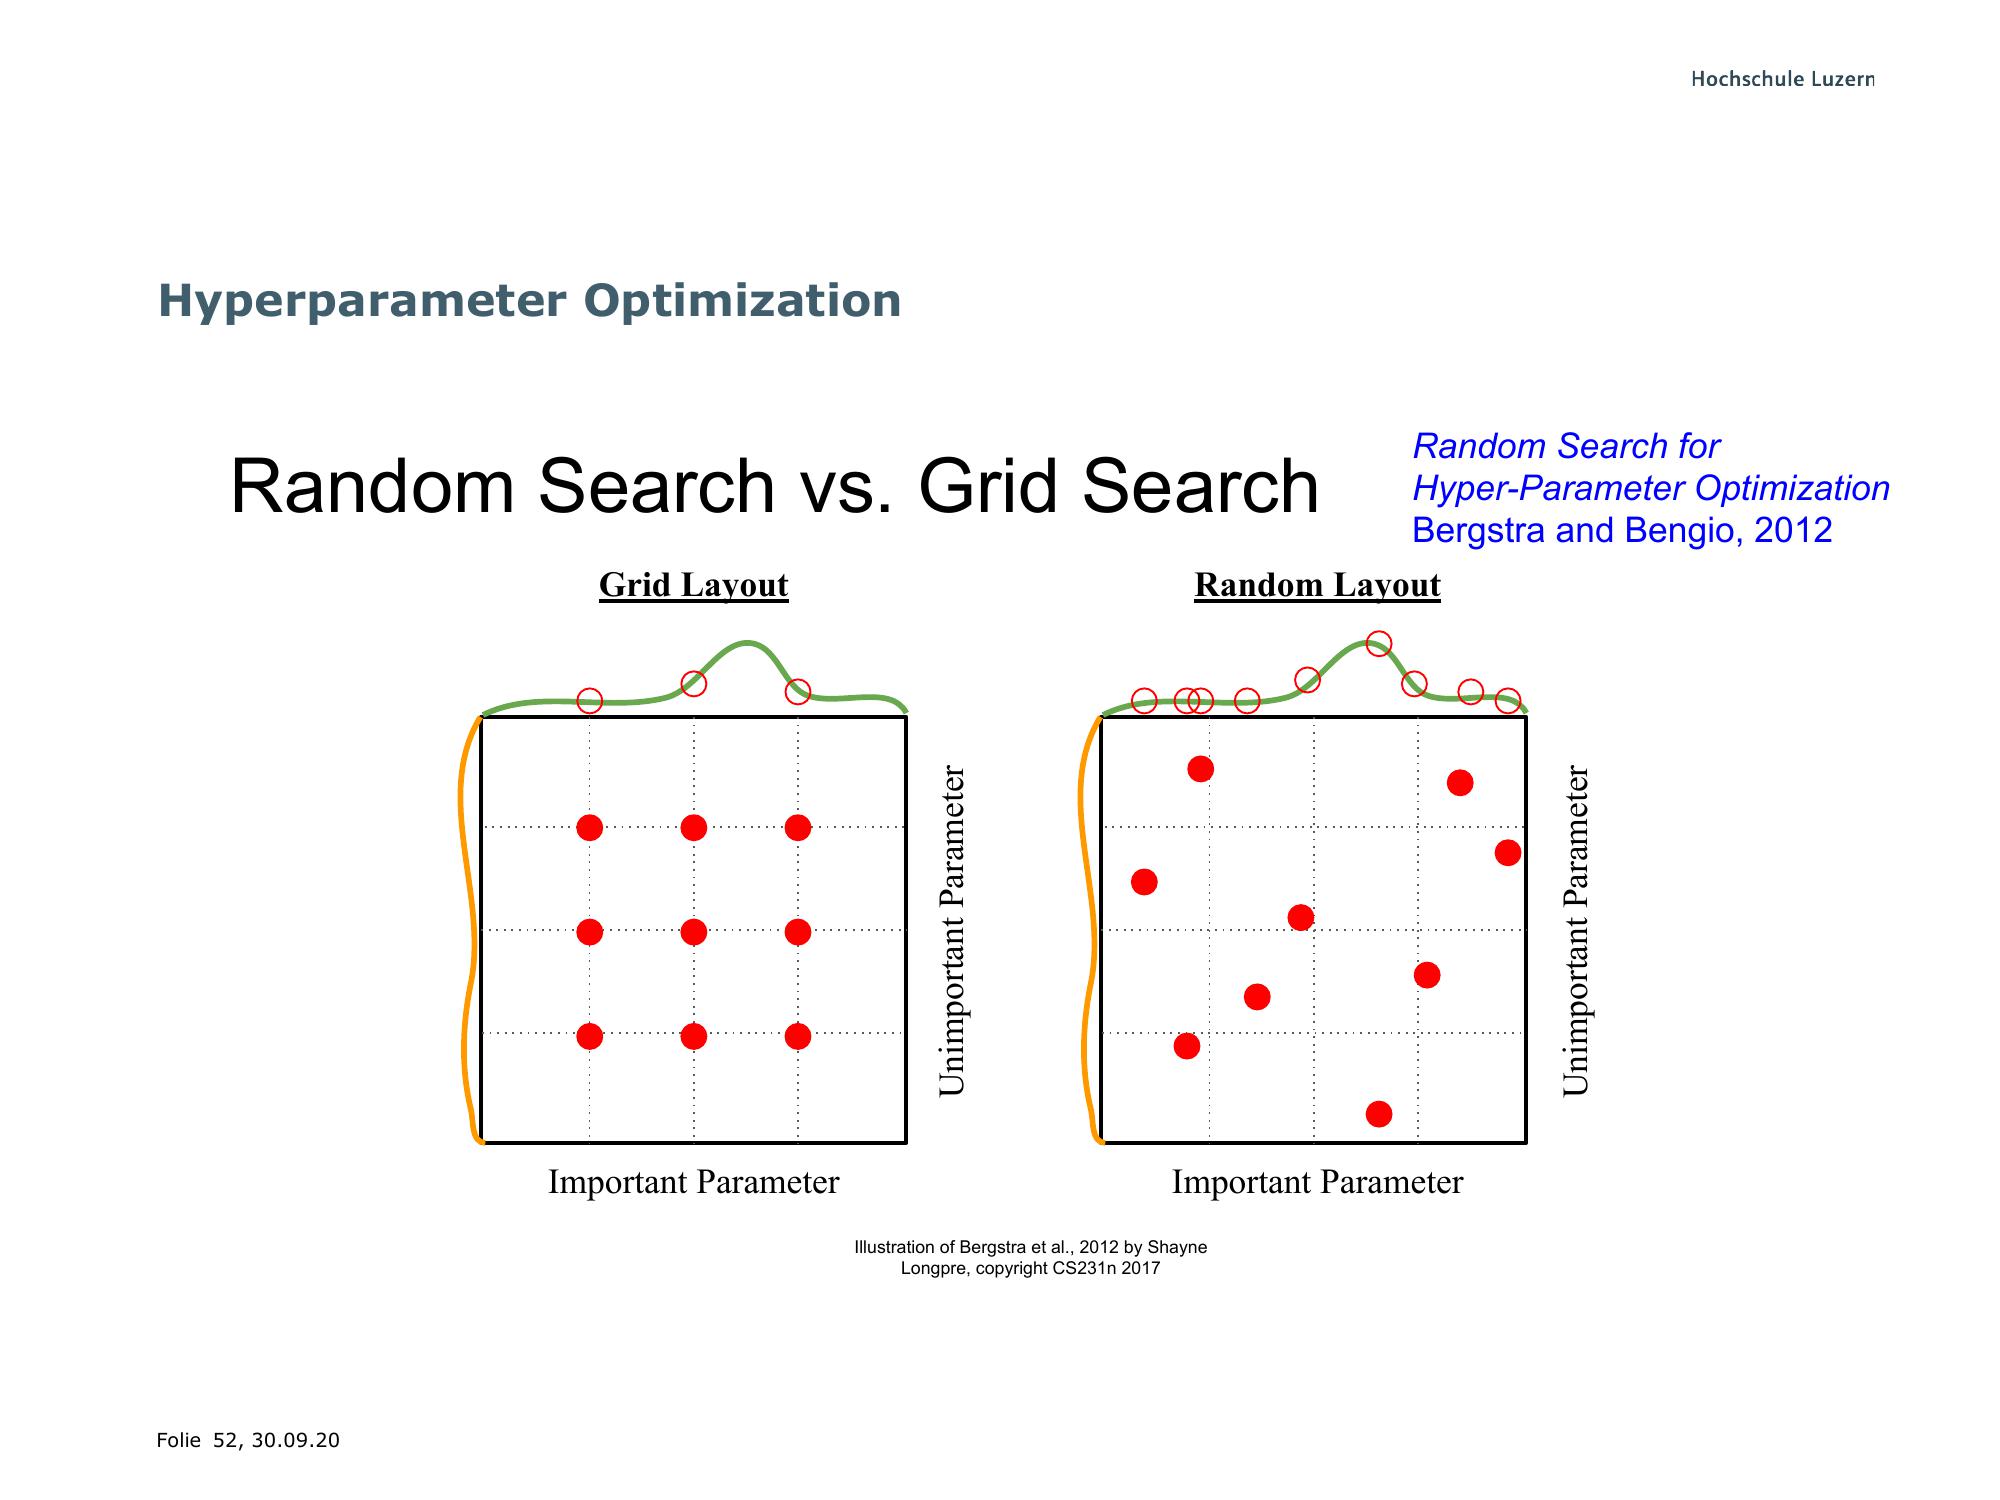 Hochschule Luzern
Hyperparameter Optimization
Random Search vs. Grid Search
Random Search for
Hyper-Parameter Optimization
Bergstra and Bengio, 2012
Grid Layout
Random Layout
Unimportant Parameter
Unimportant Parameter
Important Parameter
Important Parameter
Illustration of Bergstra et al., 2012 by Shayne
Longpre, copyright CS231n 2017
Folie 52, 30.09.20